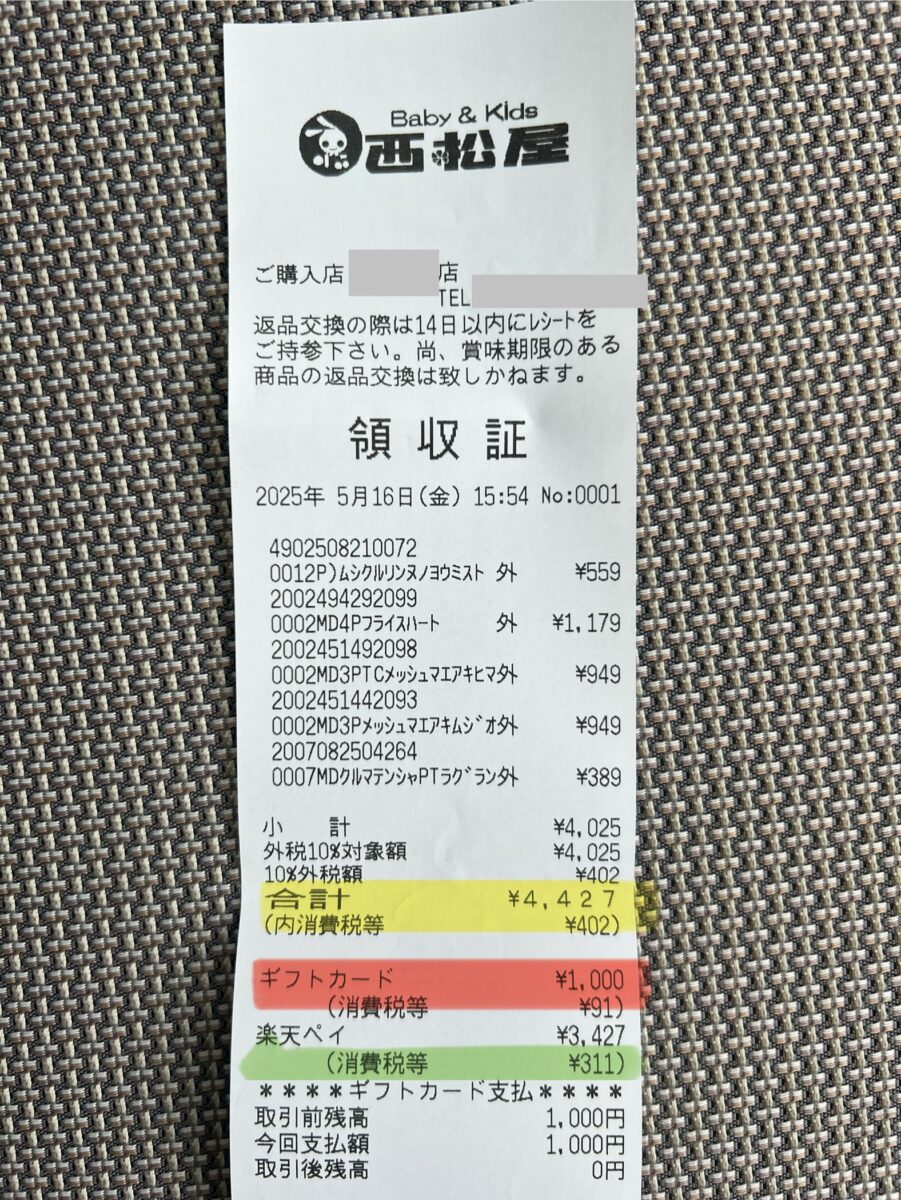 Baby & Kids
西松屋
ご購入店 店
TEL
返品交換の際は14日以内にﾚｼｰﾄを
ご持参下さい。尚、賞味期限のある
商品の返品交換は致しかねます。
領収証
2025年 5月16日(金) 15:54 No:0001
4902508210072
0012P)ﾑｼｸﾙﾘﾝﾇﾉﾖｳﾐｽﾄ 外 ¥559
2002494292099
0002MD4Pﾌﾗｲｽﾊｰﾄ 外 ¥1,179
2002451492098
0002MD3PTCﾒｯｼｭﾏｴｱｷﾋﾏ外 ¥949
2002451442093
0002MD3Pﾒｯｼｭﾏｴｱｷﾑｼﾞｵ外 ¥949
2007082504264
0007MDｸﾙﾏﾃﾝｼｬPTﾗｸﾞﾗﾝ外 ¥389
小 計 ¥4,025
外税10%対象額 ¥4,025
10%外税額 ¥402
合計 ¥4,427
(内消費税等 ¥402)
ギフトカード ¥1,000
(消費税等 ¥91)
楽天ペイ ¥3,427
(消費税等 ¥311)
****ギフトカード支払****
取引前残高 1,000円
今回支払額 1,000円
取引後残高 0円